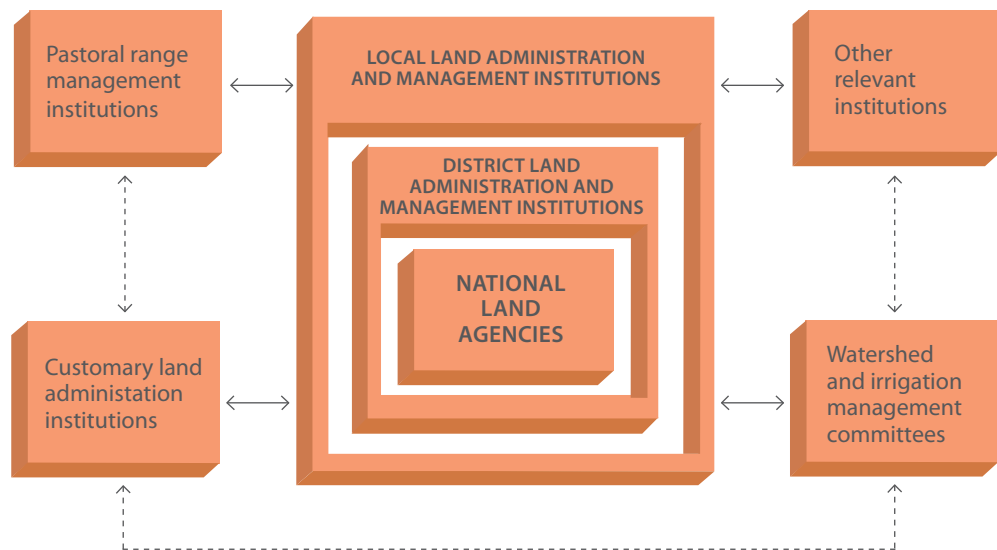 Pastoral range
management
institutions
LOCAL LAND ADMINISTRATION
AND MANAGEMENT INSTITUTIONS
Other
relevant
institutions
DISTRICT LAND
ADMINISTRATION AND
MANAGEMENT INSTITUTIONS
NATIONAL
LAND
AGENCIES
Customary land
administation
institutions
Watershed
and irrigation
management
committees